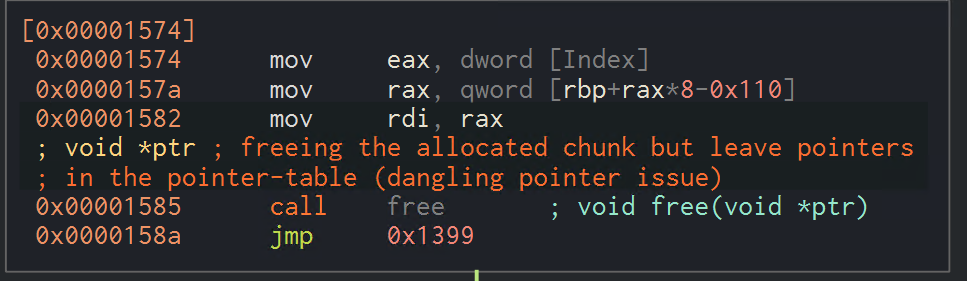 [0x00001574]
0x00001574 mov eax, dword [Index]
0x0000157a mov rax, qword [rbp+rax*8-0x110]
0x00001582 mov rdi, rax
; void *ptr ; freeing the allocated chunk but leave pointers
; in the pointer-table (dangling pointer issue)
0x00001585 call free ; void free(void *ptr)
0x0000158a jmp 0x1399